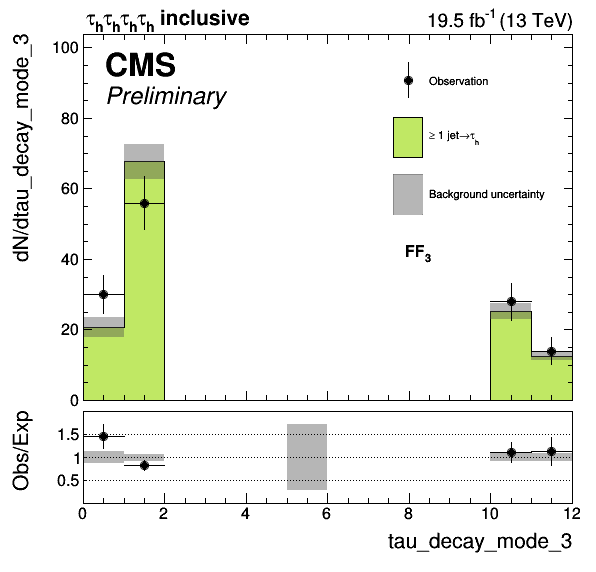 τhτhτhτh inclusive
19.5 fb-1 (13 TeV)
dN/dtau_decay_mode_3
100
80
60
40
20
0
CMS
Preliminary
Observation
≥ 1 jet→τh
Background uncertainty
FF3
Obs/Exp
1.5
1
0.5
0 2 4 6 8 10 12
tau_decay_mode_3